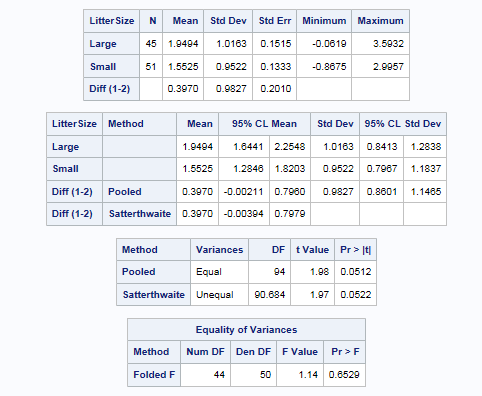 LitterSize N Mean Std Dev Std Err Minimum Maximum
Large 45 1.9494 1.0163 0.1515 -0.0619 3.5932
Small 51 1.5525 0.9522 0.1333 -0.8675 2.9957
Diff (1-2) 0.3970 0.9827 0.2010
LitterSize Method Mean 95% CL Mean Std Dev 95% CL Std Dev
Large 1.9494 1.6441 2.2548 1.0163 0.8413 1.2838
Small 1.5525 1.2846 1.8203 0.9522 0.7967 1.1837
Diff (1-2) Pooled 0.3970 -0.00211 0.7960 0.9827 0.8601 1.1465
Diff (1-2) Satterthwaite 0.3970 -0.00394 0.7979
Method Variances DF t Value Pr > |t|
Pooled Equal 94 1.98 0.0512
Satterthwaite Unequal 90.684 1.97 0.0522
Equality of Variances
Method Num DF Den DF F Value Pr > F
Folded F 44 50 1.14 0.6529